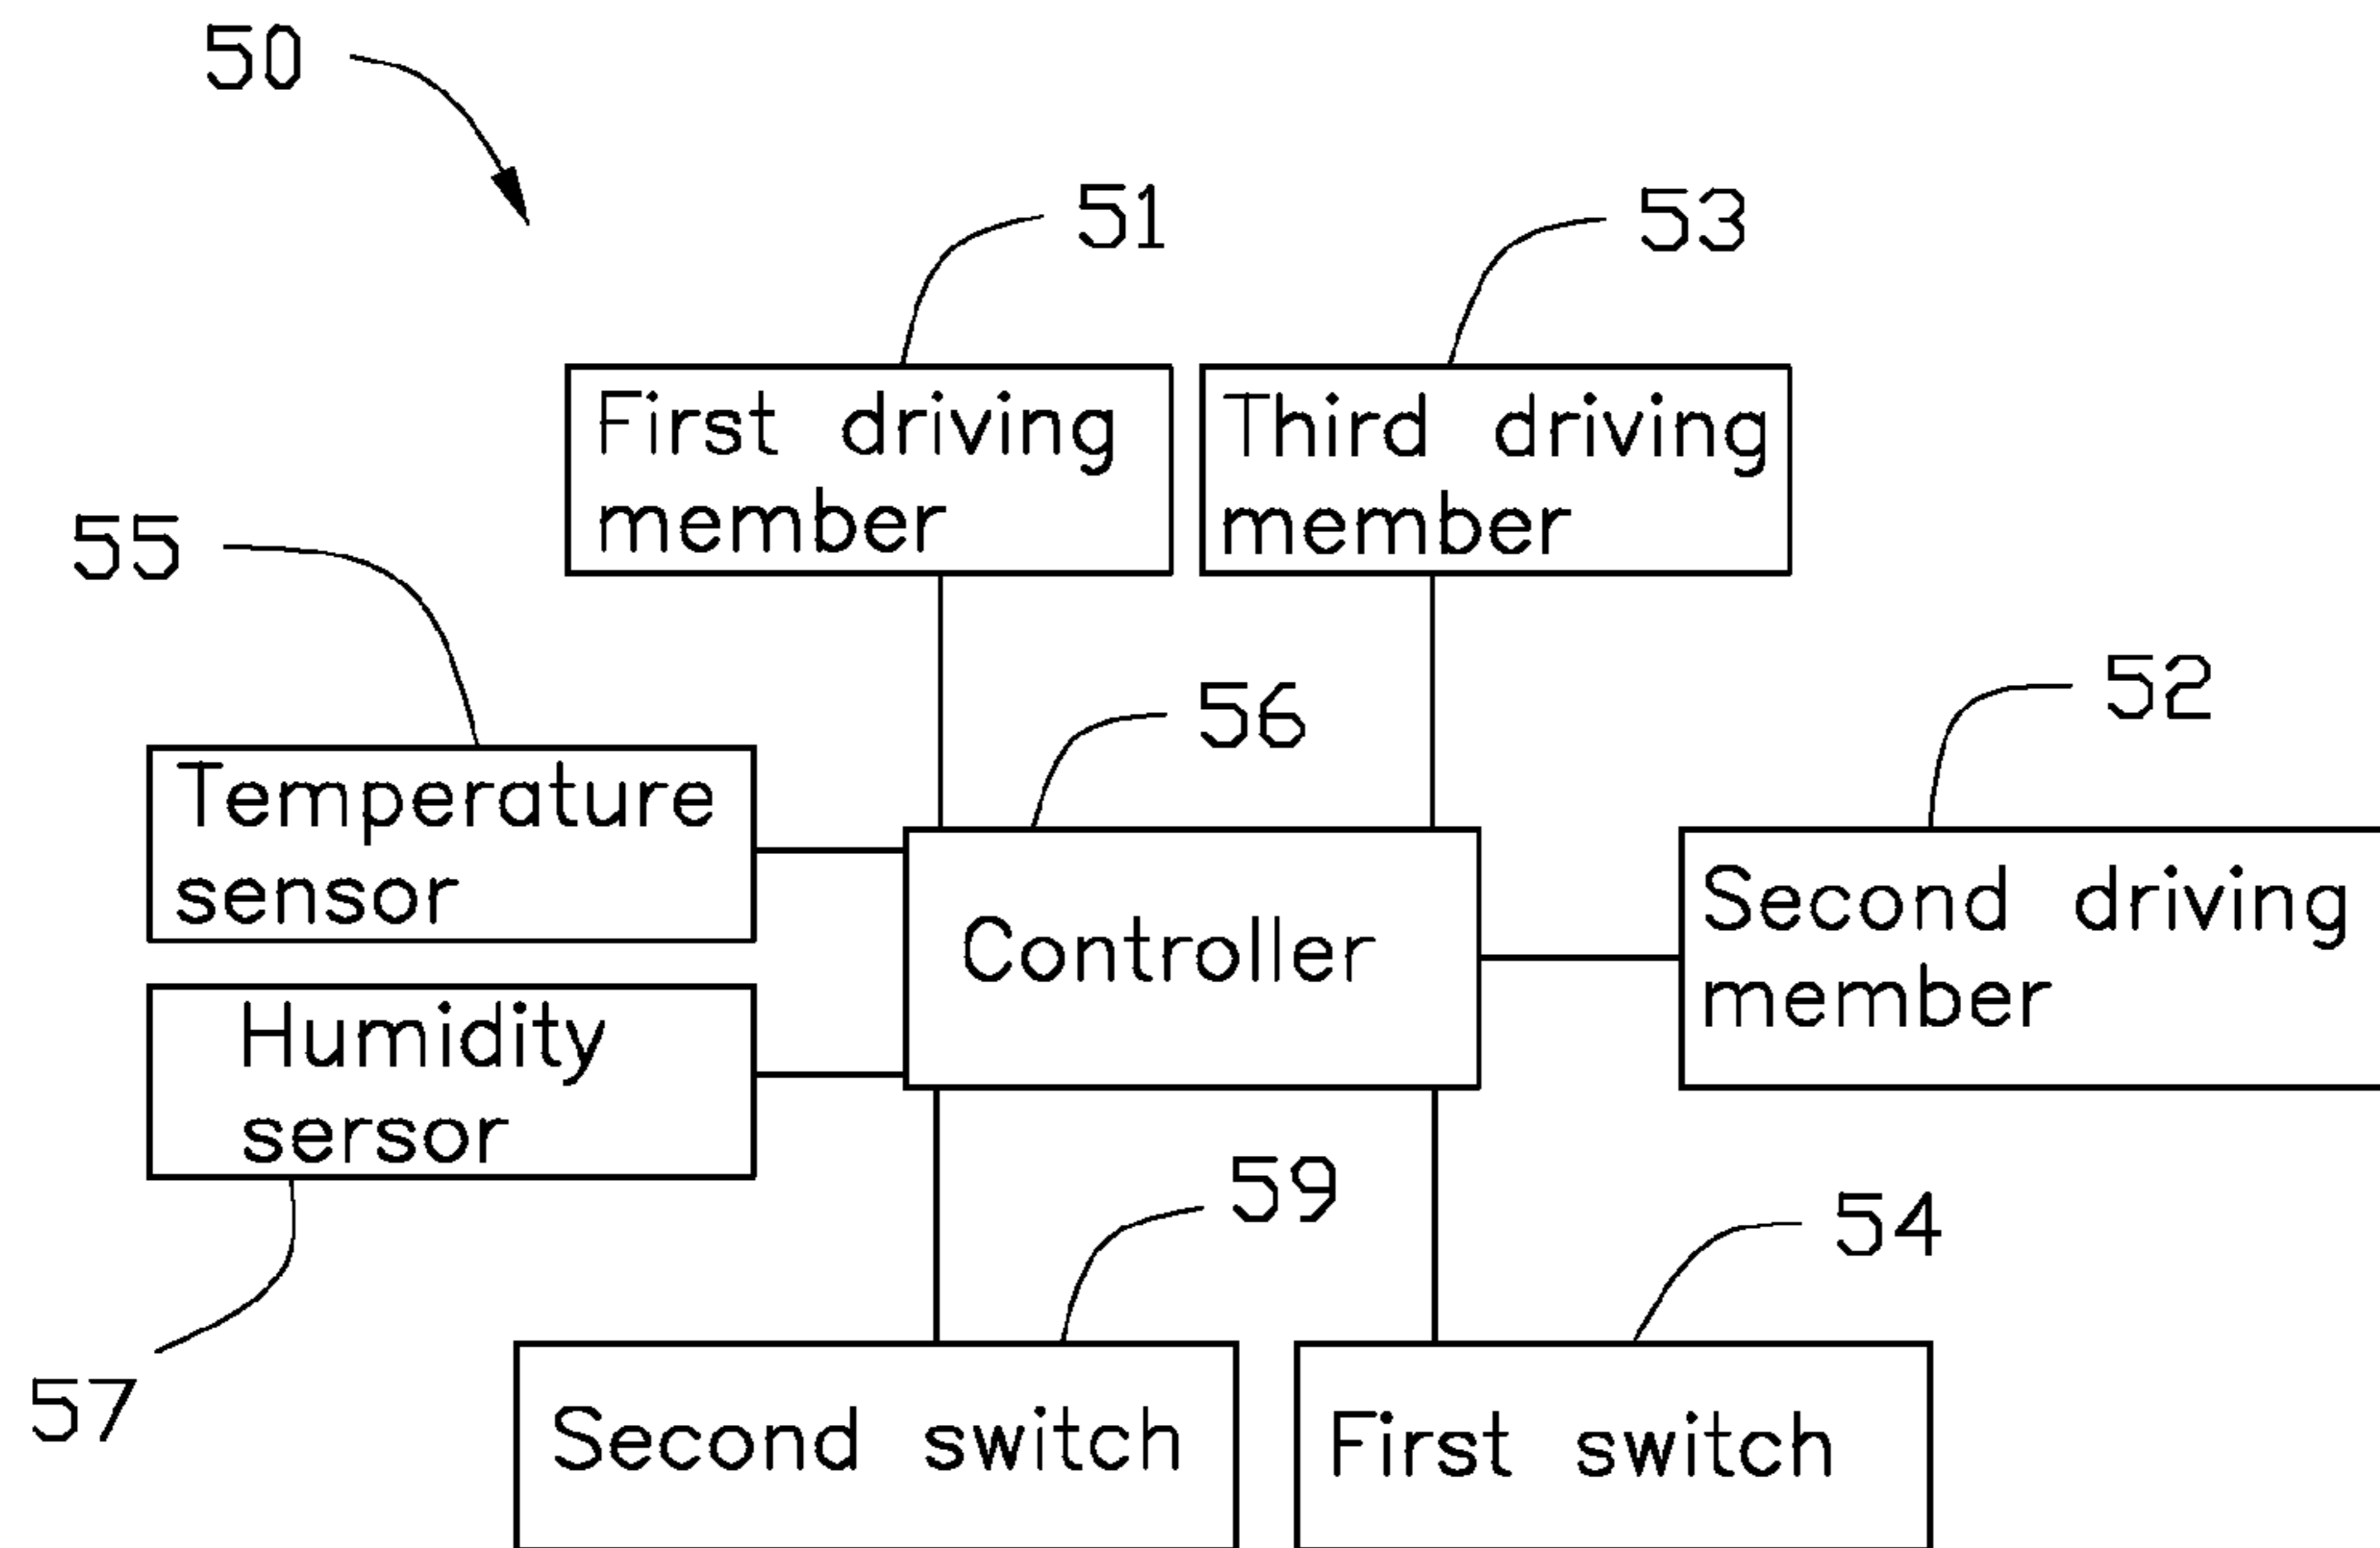 50
51
53
First driving
member
Third driving
member
55
56
52
Temperature
sensor
Controller
Second driving
member
Humidity
sersor
59
54
57
Second switch
First switch